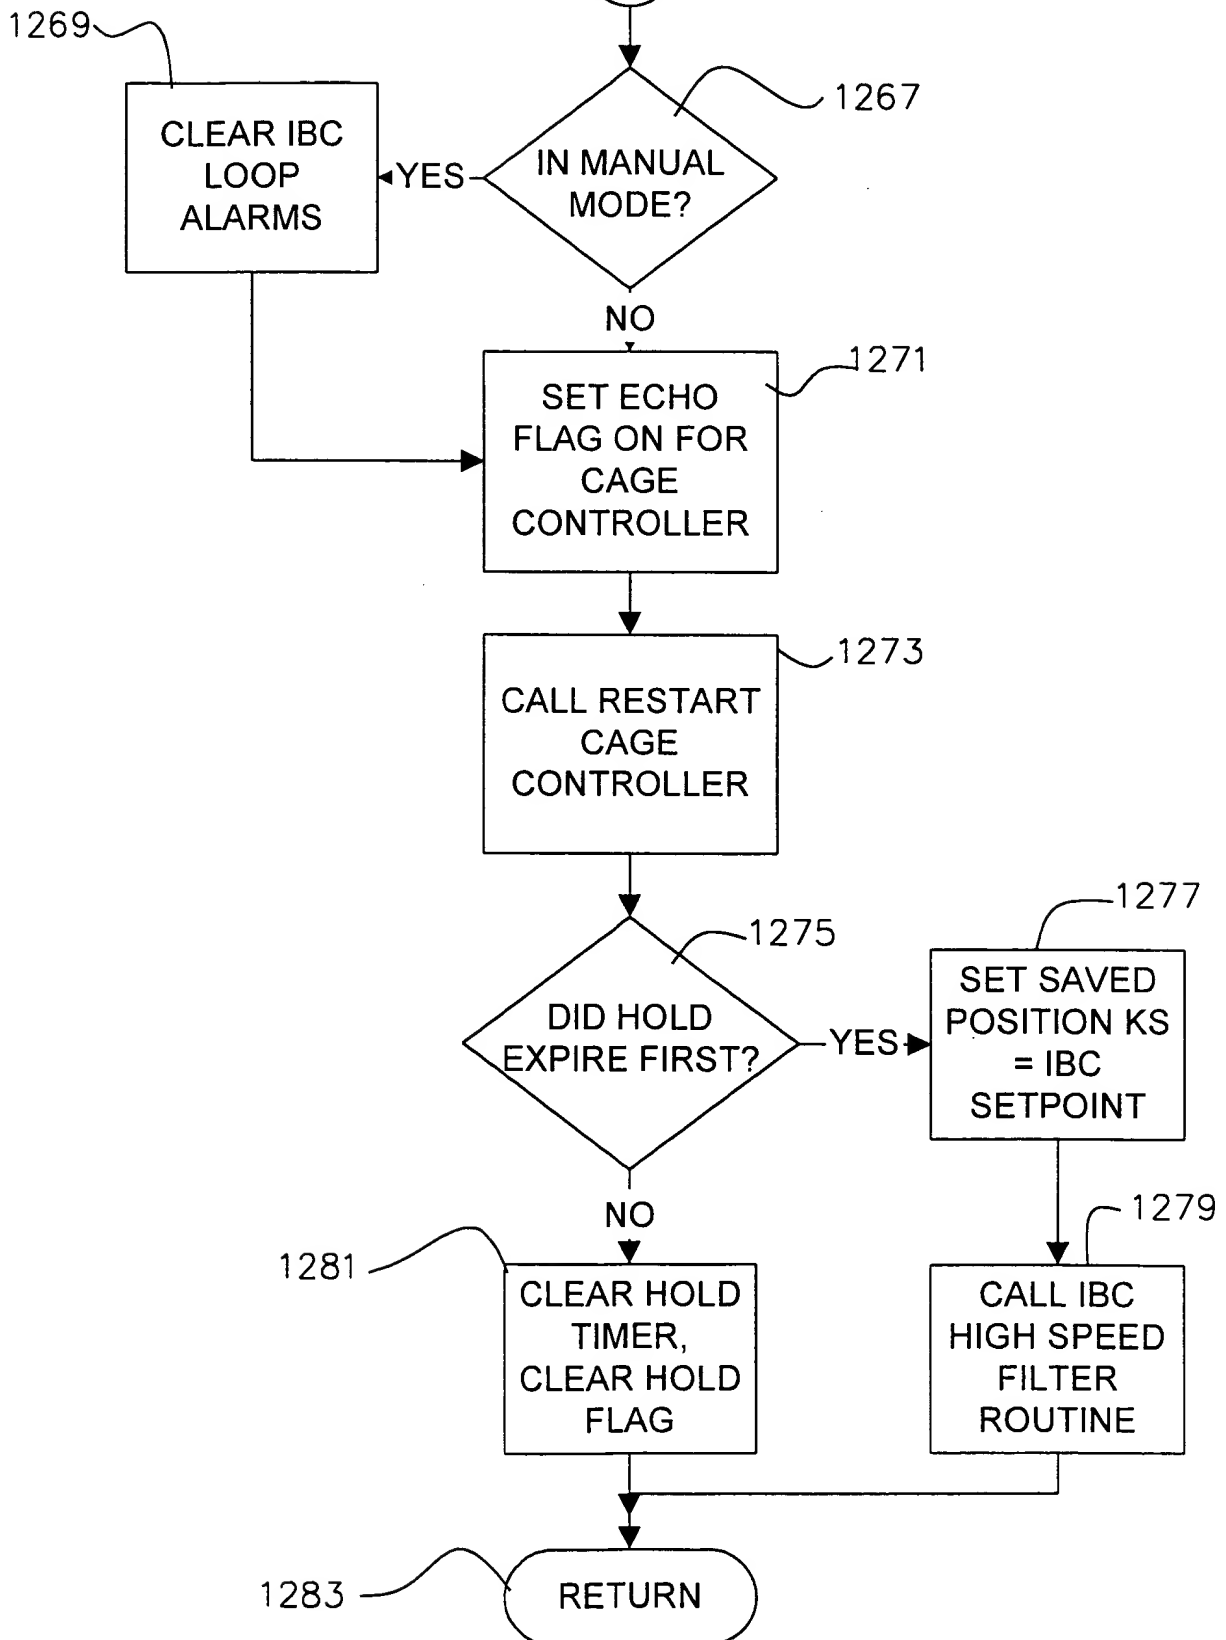 1269
1267
CLEAR IBC
LOOP
ALARMS
YES
IN MANUAL
MODE?
NO
1271
SET ECHO
FLAG ON FOR
CAGE
CONTROLLER
1273
CALL RESTART
CAGE
CONTROLLER
1275
1277
DID HOLD
EXPIRE FIRST?
YES
SET SAVED
POSITION KS
= IBC
SETPOINT
NO
1279
1281
CLEAR HOLD
TIMER,
CLEAR HOLD
FLAG
CALL IBC
HIGH SPEED
FILTER
ROUTINE
1283
RETURN